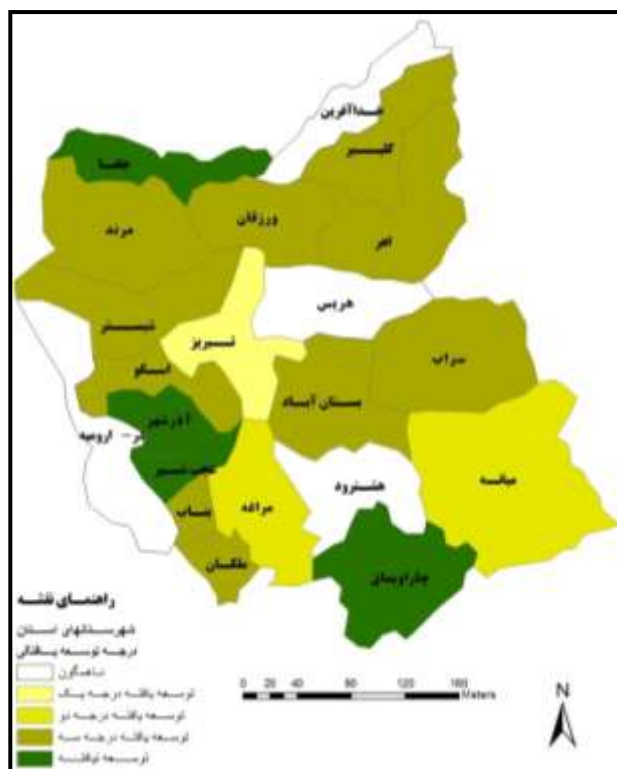 خداآفرین
کلیبر
جلفا
ورزقان
مرند
اهر
هریس
شبستر
تبریز
سراب
اسکو
بستان آباد
آذرشهر
ارومیه
عجب شیر
میانه
هشترود
مراغه
بناب
ملکان
چاراویماق
راهنمای نقشه
شهرستانهای استان
درجه توسعه یافتگی
ناهمگون
توسعه یافته درجه یک
توسعه یافته درجه دو
توسعه یافته درجه سه
توسعه نیافته
0 20 40 80 120 160
Meters
N